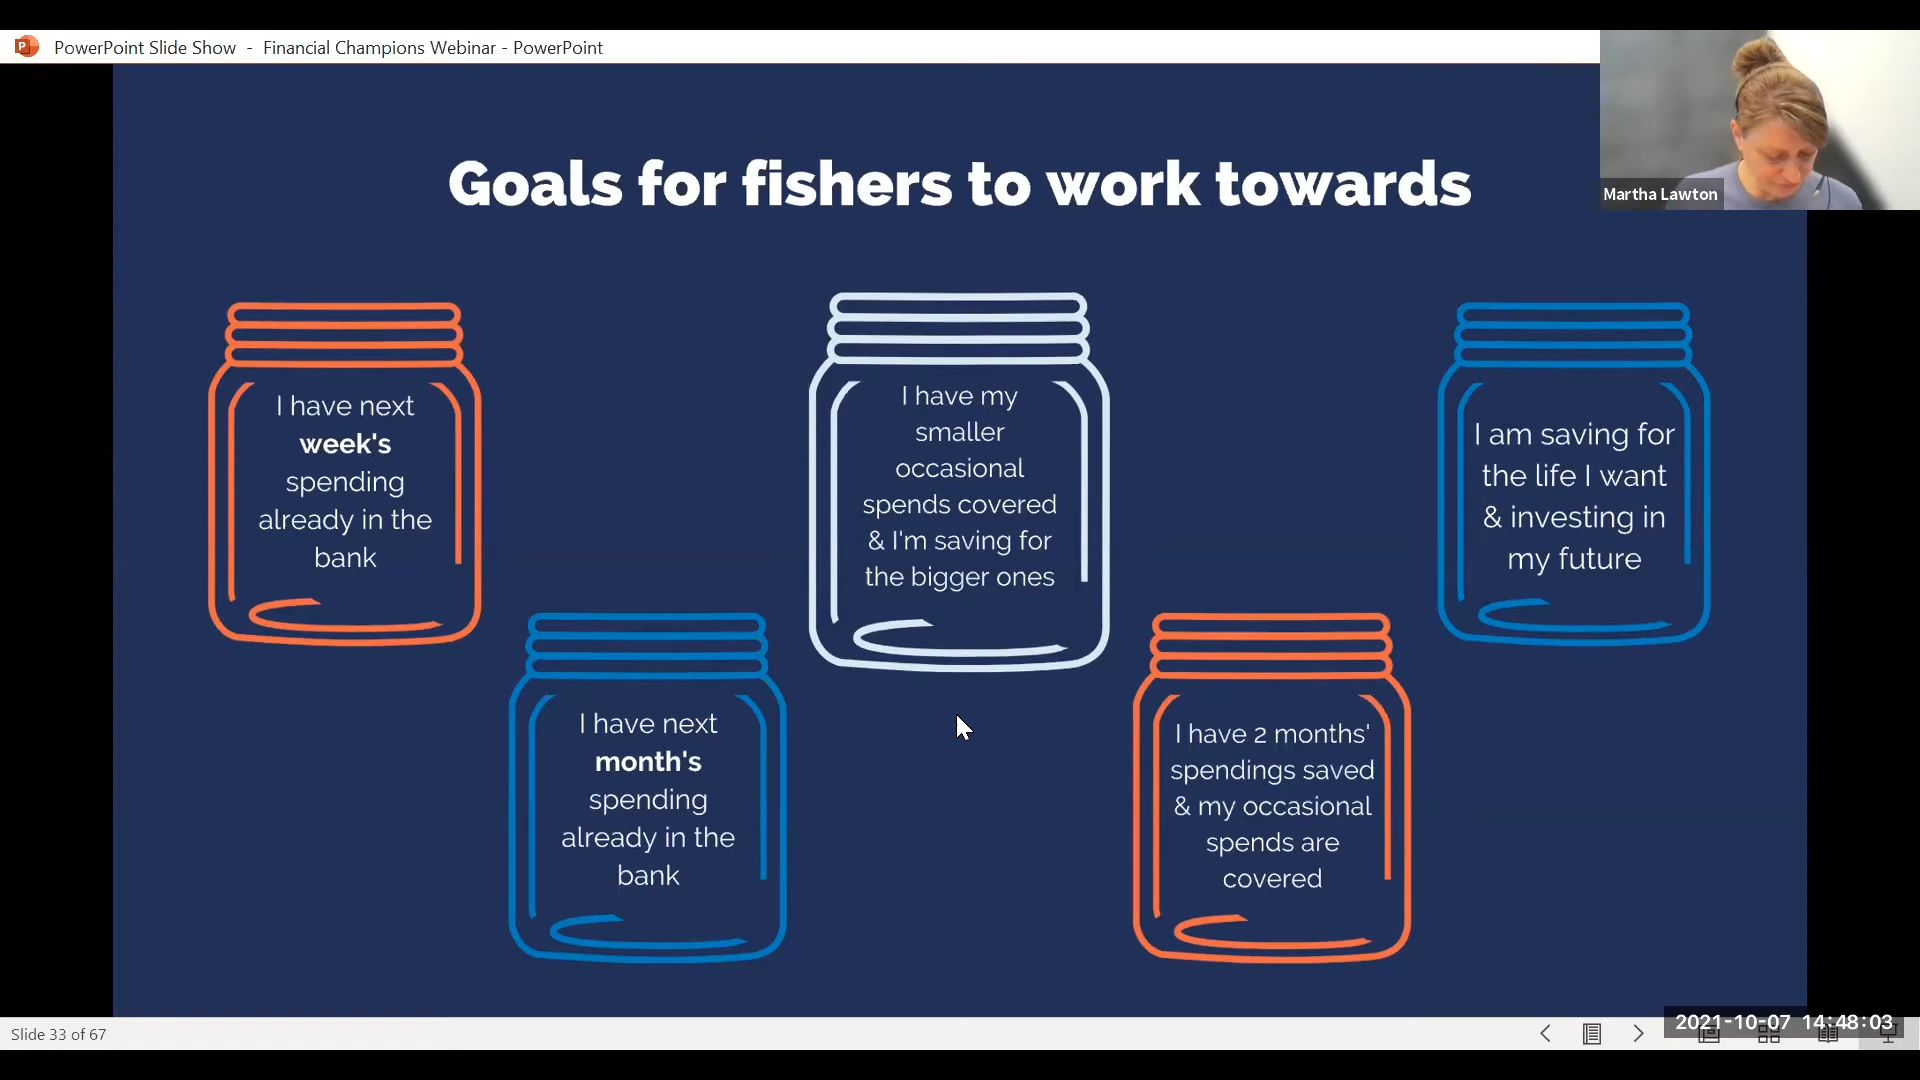 PowerPoint Slide Show - Financial Champions Webinar - PowerPoint
Martha Lawton
Goals for fishers to work towards
I have next
week's
spending
already in the
bank
I have next
month's
spending
already in the
bank
I have my
smaller
occasional
spends covered
& I'm saving for
the bigger ones
I have 2 months'
spendings saved
& my occasional
spends are
covered
I am saving for
the life I want
& investing in
my future
Slide 33 of 67
2021-10-07 14:48:03